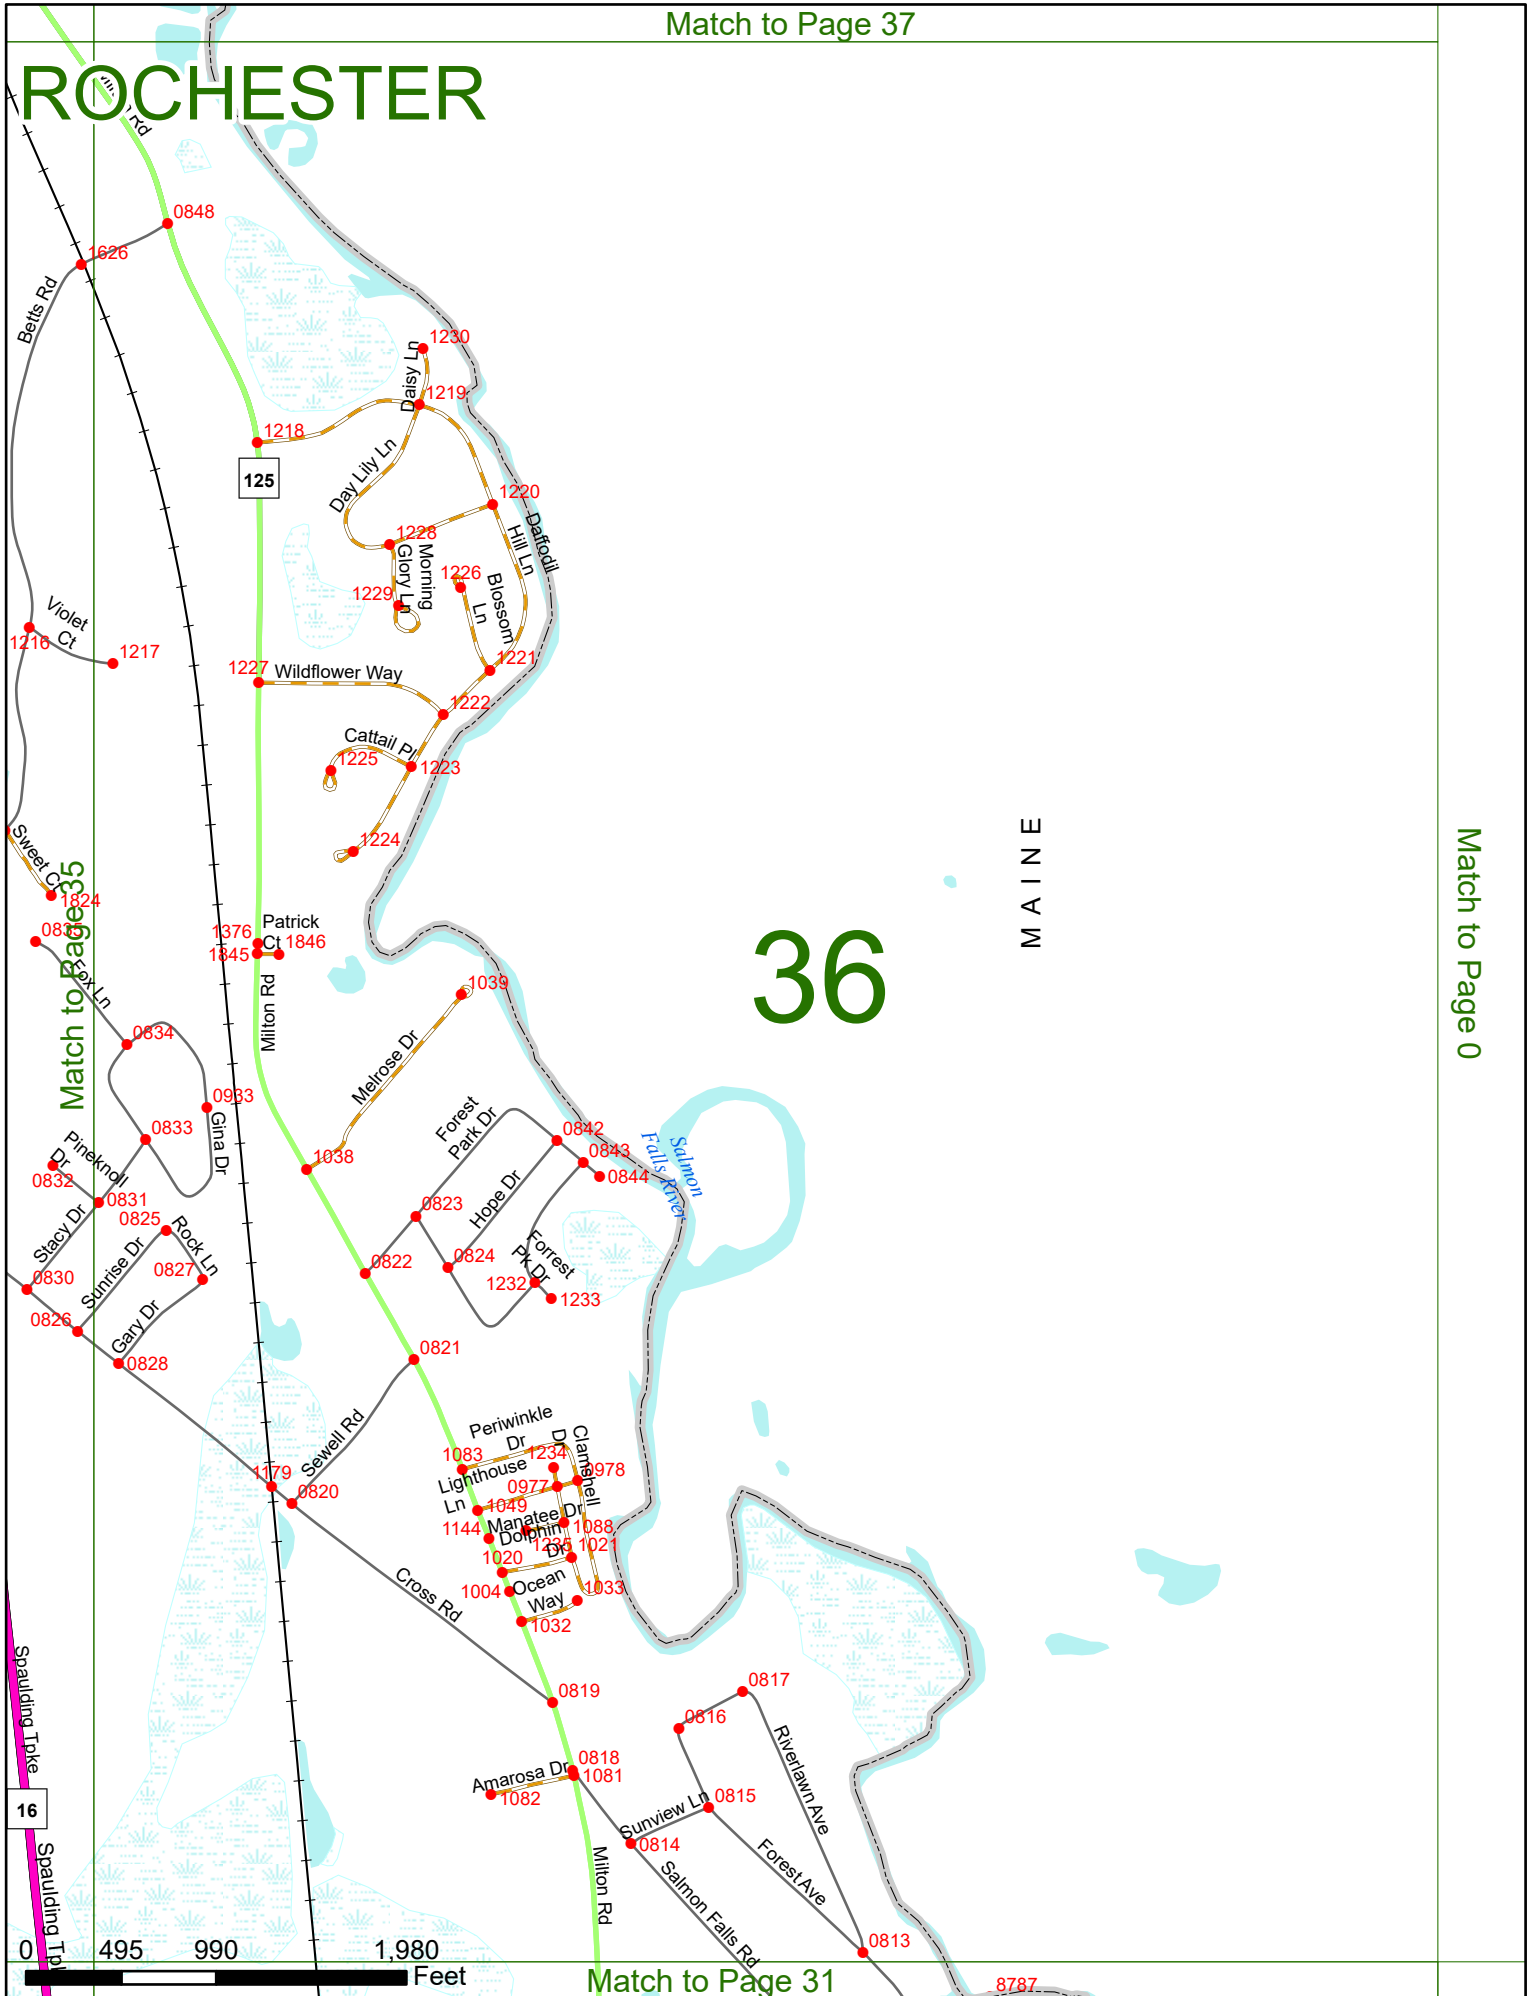 Match to Page 37
ROCHESTER
Rd
0848
1626
Betts Rd
1230
Daisy Ln
1219
1218
125
Day Lily Ln
1220
Daffodil
Hill Ln
1228
Morning
Glory Ln
1226
Blossom
Ln
1229
Violet
Ct
1216
1217
1221
1227
Wildflower Way
1222
Cattail Pl
1225
1223
1224
Sweet Ct
1824
Match to Page 35
0835
Fox Ln
MAINE
Match to Page 0
36
1376
Patrick
Ct
1846
1845
Milton Rd
1039
Melrose Dr
0834
0933
Gina Dr
0833
Pineknoll
Dr
0832
0831
1038
Forest
Park Dr
0842
0843
0844
Salmon
Falls River
Hope Dr
0823
0824
0822
Forrest
Pk Dr
1232
1233
Stacy Dr
0825
Rock Ln
Sunrise Dr
0827
0830
0826
Gary Dr
0828
0821
Sewell Rd
1179
0820
Periwinkle
Dr
1083
Dr
Clamshell
1234
Lighthouse
Ln
0977
0978
1049
Manatee Dr
1144
1088
Dolphin
Dr
1235
1021
1020
1004
Ocean
Way
1033
1032
Cross Rd
0819
0817
0816
Riverlawn Ave
0818
1081
Amarosa Dr
1082
Sunview Ln
0815
0814
Forest Ave
Salmon Falls Rd
Milton Rd
0813
Spaulding Tpke
16
Spaulding Tpk
0 495 990 1,980
Feet
Match to Page 31
8787